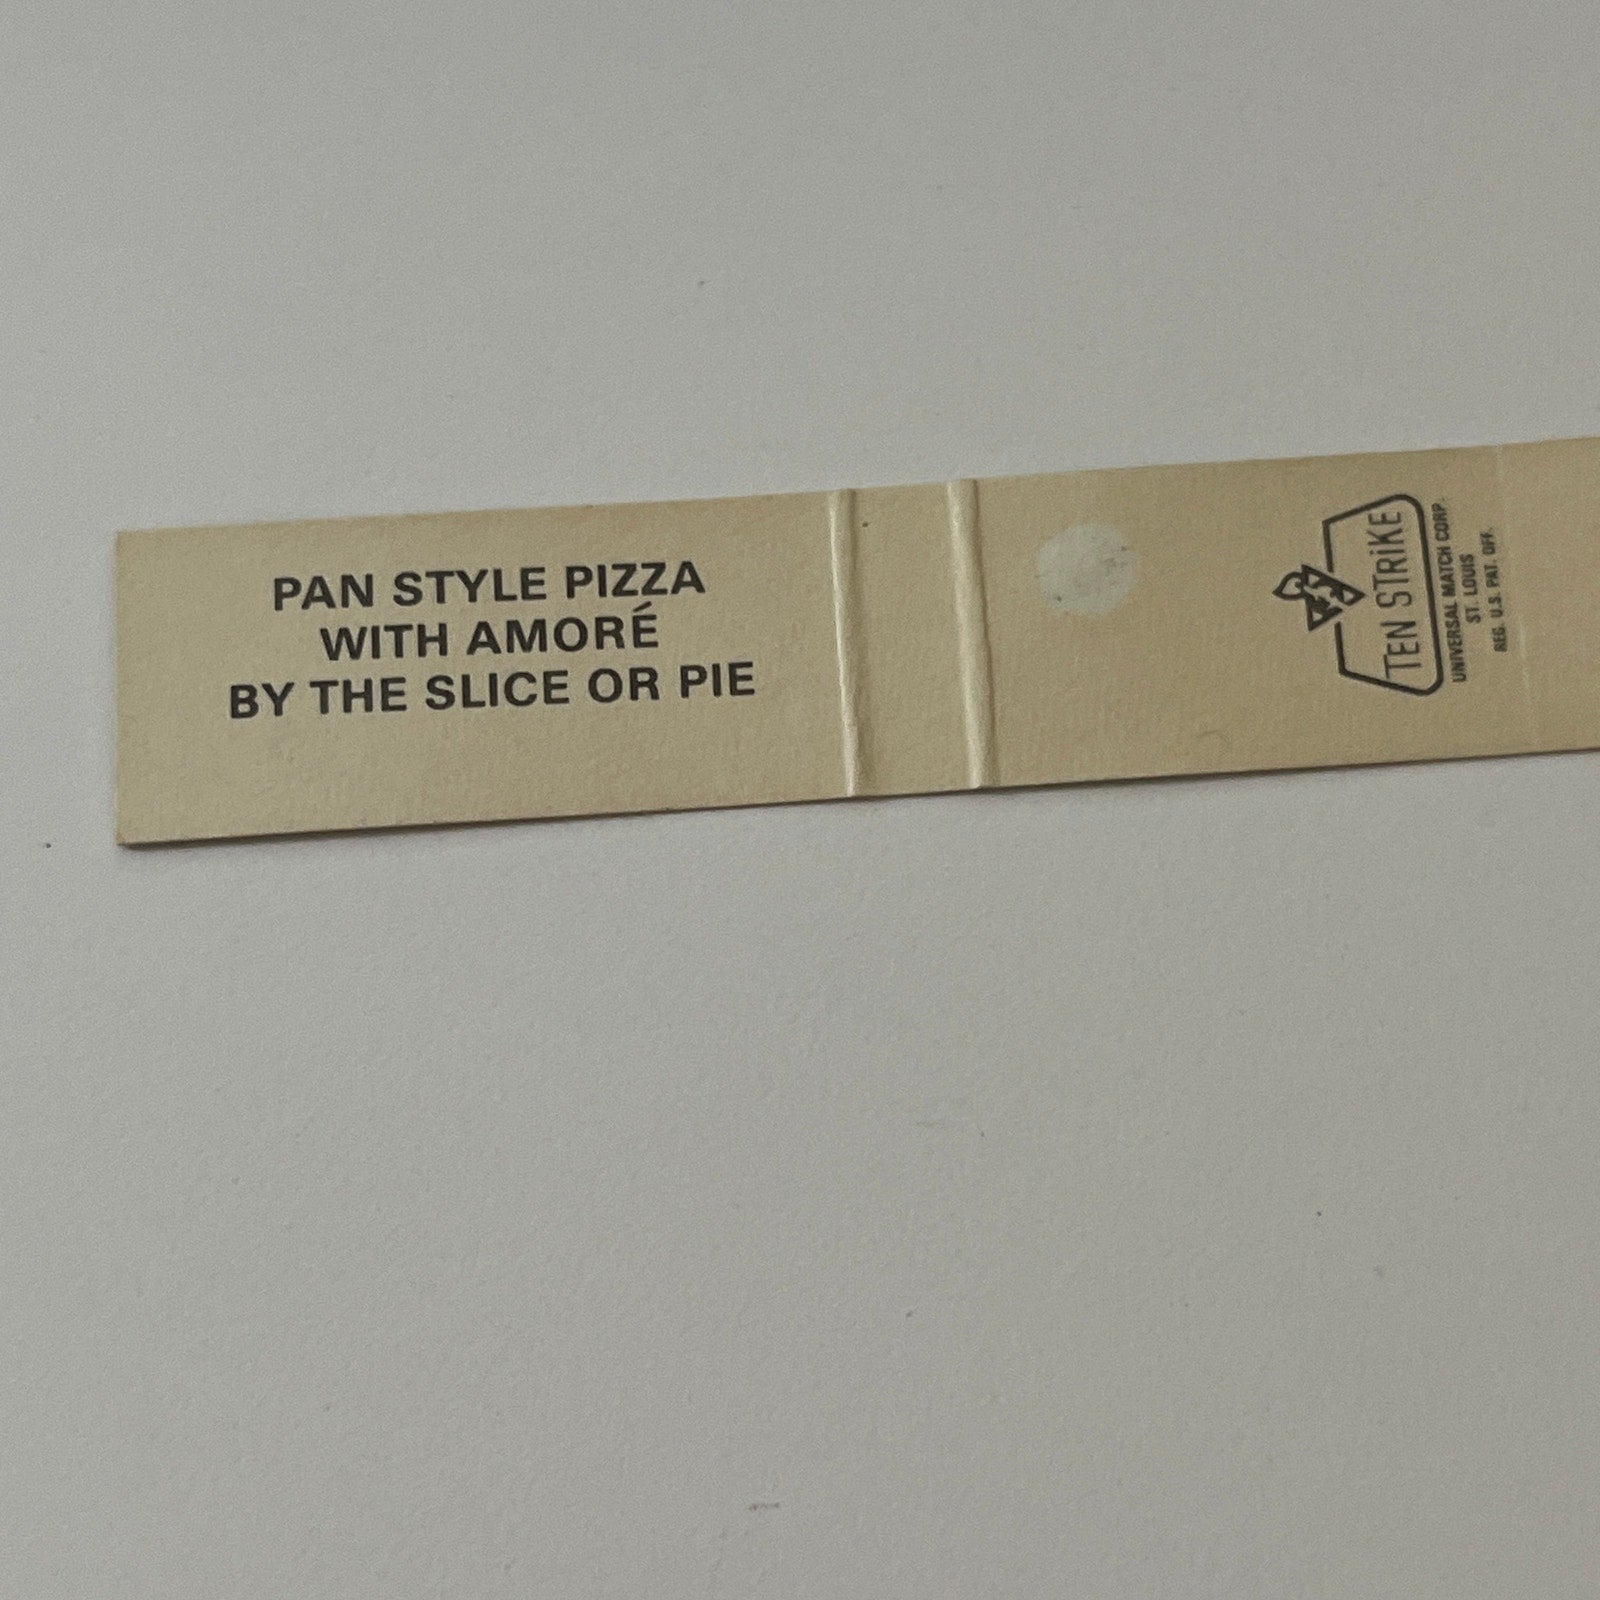 PAN STYLE PIZZA
WITH AMORÉ
BY THE SLICE OR PIE
TEN STRiKE
UNIVERSAL MATCH CORP.
ST. LOUIS
REG. U.S. PAT. OFF.